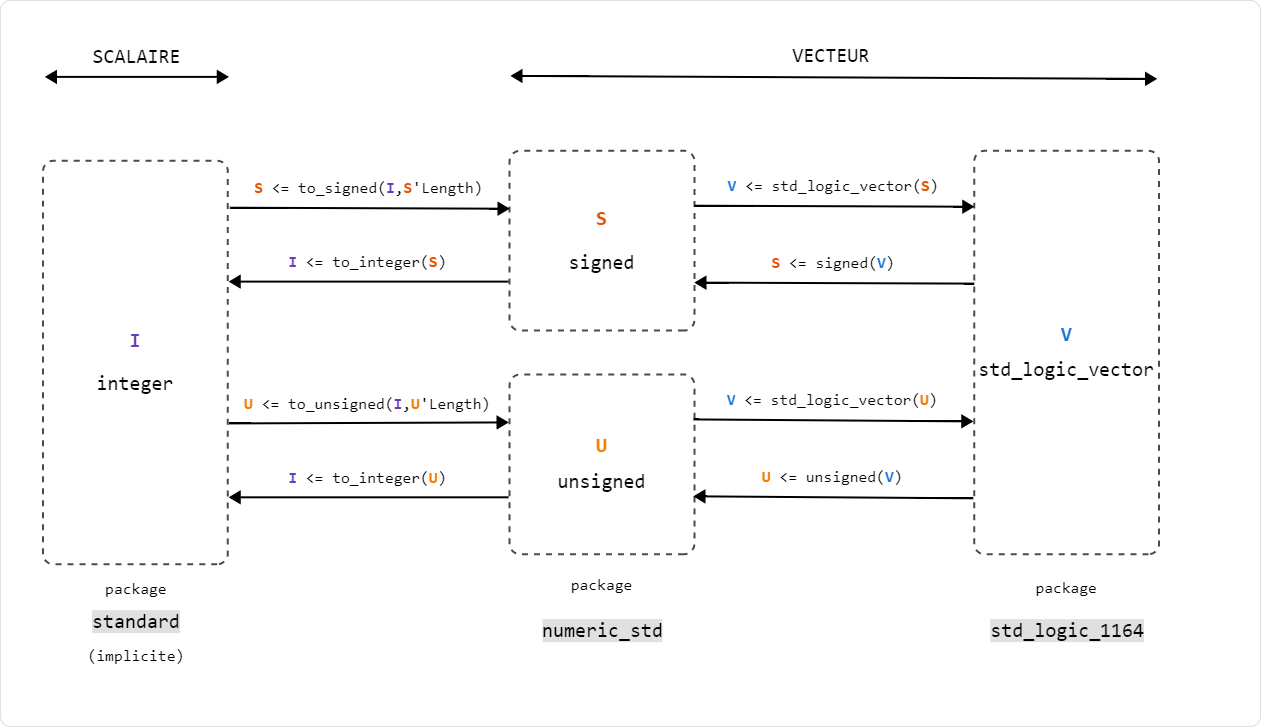 SCALAIRE
VECTEUR
S <= to_signed(I,S'Length)
V <= std_logic_vector(S)
S
I <= to_integer(S)
signed
S <= signed(V)
I
V
integer
std_logic_vector
U <= to_unsigned(I,U'Length)
V <= std_logic_vector(U)
U
I <= to_integer(U)
unsigned
U <= unsigned(V)
package
package
package
standard
numeric_std
std_logic_1164
(implicite)